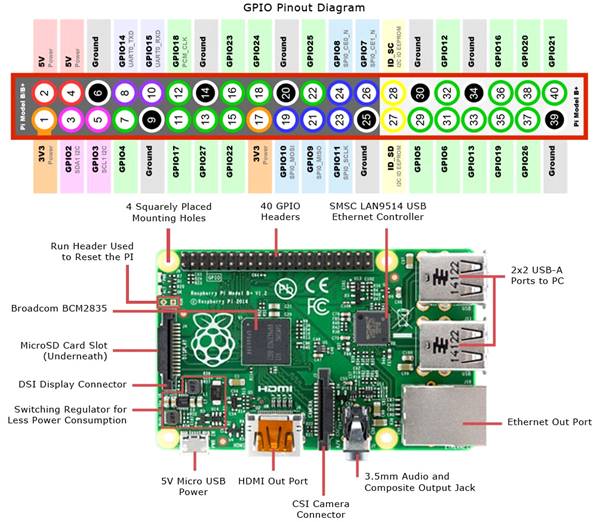 GPIO Pinout Diagram
5V Power
5V Power
Ground
GPIO14 UART0_TXD
GPIO15 UART0_RXD
GPIO18 PCM_CLK
Ground
GPIO23
GPIO24
Ground
GPIO25
GPIO8 SPI0_CE0_N
GPIO7 SPI0_CE1_N
ID_SC I2C ID EEPROM
Ground
GPIO12
Ground
GPIO16
GPIO20
GPIO21
Pi Model B/B+
2 4 6 8 10 12 14 16 18 20 22 24 26 28 30 32 34 36 38 40
1 3 5 7 9 11 13 15 17 19 21 23 25 27 29 31 33 35 37 39
Pi Model B+
3V3 Power
GPIO2 SDA1 I2C
GPIO3 SCL1 I2C
GPIO4
Ground
GPIO17
GPIO27
GPIO22
3V3 Power
GPIO10 SPI0_MOSI
GPIO9 SPI0_MISO
GPIO11 SPI0_SCLK
Ground
ID_SD I2C ID EEPROM
GPIO5
GPIO6
GPIO13
GPIO19
GPIO26
Ground
4 Squarely Placed
Mounting Holes
40 GPIO
Headers
SMSC LAN9514 USB
Ethernet Controller
Run Header Used
to Reset the PI
Broadcom BCM2835
MicroSD Card Slot
(Underneath)
DSI Display Connector
Switching Regulator for
Less Power Consumption
5V Micro USB
Power
HDMI Out Port
CSI Camera
Connector
3.5mm Audio and
Composite Output Jack
Ethernet Out Port
2x2 USB-A
Ports to PC
GPIO
Raspberry Pi Model B+ V1.2
© Raspberry Pi 2014
CE
FC
HDMI
CAMERA
14122
14122